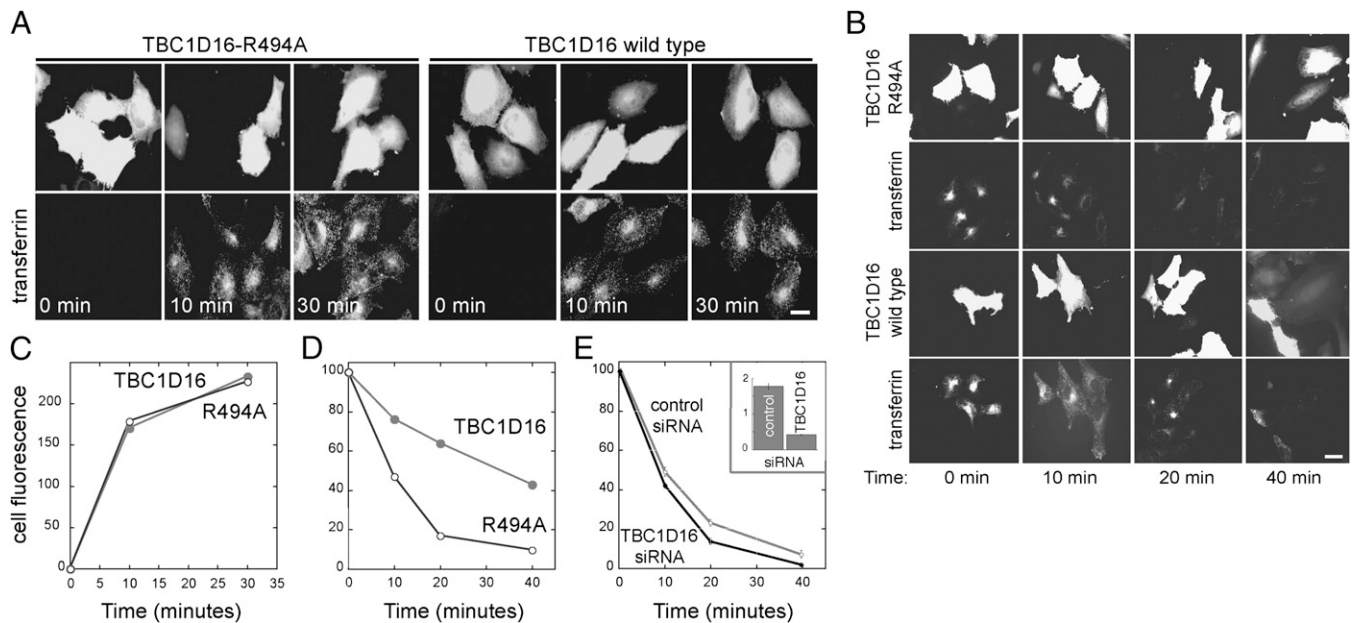 A
TBC1D16-R494A
TBC1D16 wild type
transferrin
0 min
10 min
30 min
0 min
10 min
30 min
B
TBC1D16
R494A
transferrin
TBC1D16
wild type
transferrin
Time:
0 min
10 min
20 min
40 min
C
cell fluorescence
200
150
100
50
0
TBC1D16
R494A
0 5 10 15 20 25 30 35
Time (minutes)
D
100
80
60
40
20
0
TBC1D16
R494A
0 10 20 30 40
Time (minutes)
E
100
80
60
40
20
0
control
siRNA
TBC1D16
siRNA
2
1
0
control
TBC1D16
siRNA
0 10 20 30 40
Time (minutes)